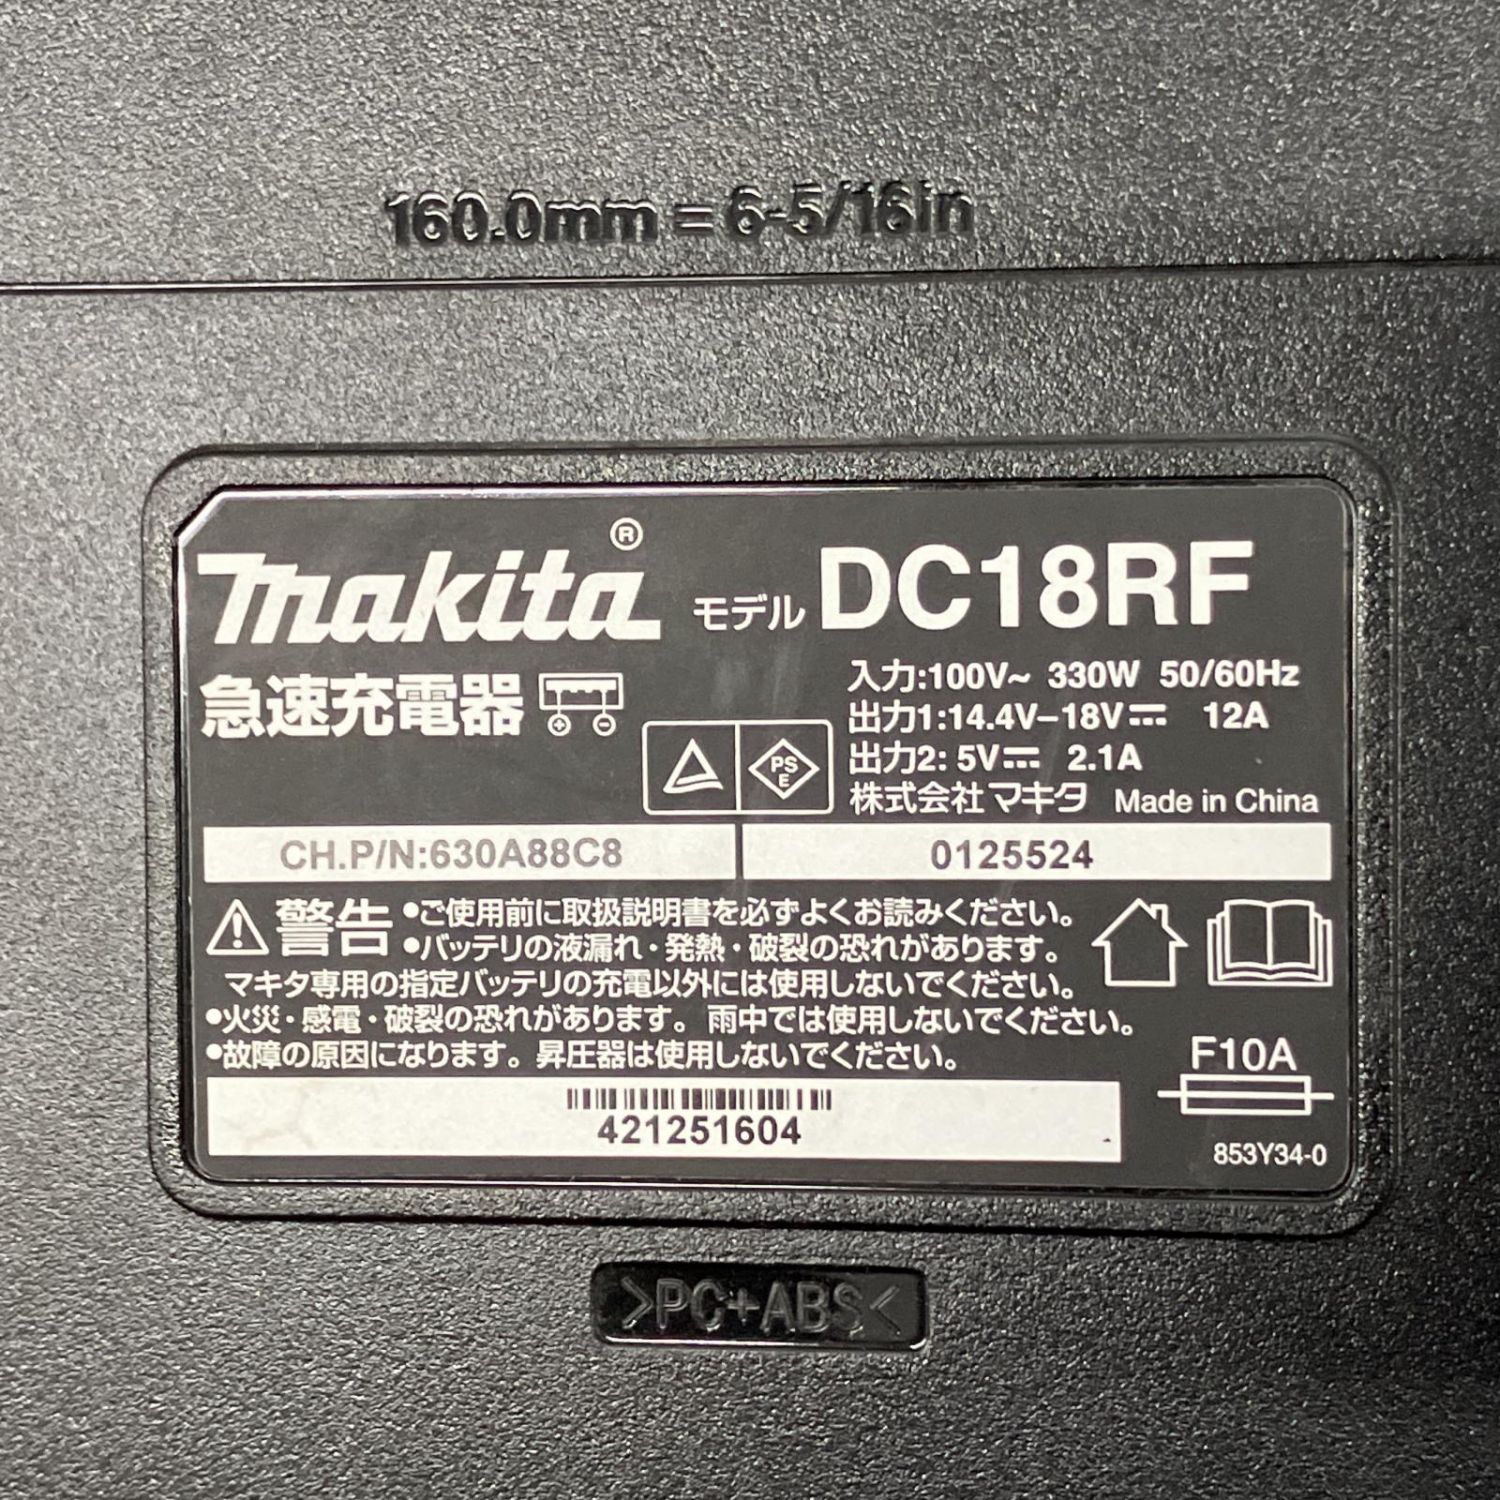 160.0mm = 6-5/16in
makita® モデル DC18RF
急速充電器
入力:100V~ 330W 50/60Hz
出力1:14.4V–18V⎓ 12A
出力2: 5V⎓ 2.1A
PS
E
株式会社マキタ Made in China
CH.P/N:630A88C8 0125524
⚠警告 •ご使用前に取扱説明書を必ずよくお読みください。
•バッテリの液漏れ・発熱・破裂の恐れがあります。
マキタ専用の指定バッテリの充電以外には使用しないでください。
•火災・感電・破裂の恐れがあります。雨中では使用しないでください。
•故障の原因になります。昇圧器は使用しないでください。
F10A
421251604
853Y34-0
>PC+ABS<